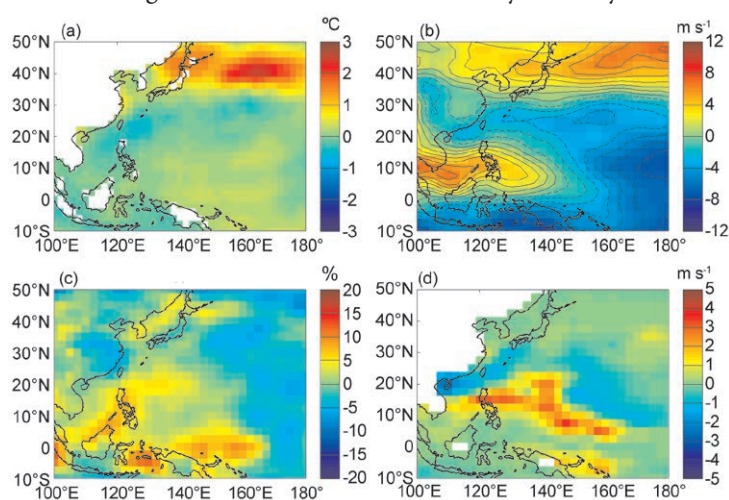 (a)
ºC
50°N
40°N
30°N
20°N
10°N
0
10°S
100°E 120°E 140°E 160°E 180°
3
2
1
0
-1
-2
-3
(b)
m s-1
50°N
40°N
30°N
20°N
10°N
0
10°S
100°E 120°E 140°E 160°E 180°
12
8
4
0
-4
-8
-12
(c)
%
50°N
40°N
30°N
20°N
10°N
0
10°S
100°E 120°E 140°E 160°E 180°
20
15
10
5
0
-5
-10
-15
-20
(d)
m s-1
50°N
40°N
30°N
20°N
10°N
0
10°S
100°E 120°E 140°E 160°E 180°
5
4
3
2
1
0
-1
-2
-3
-4
-5